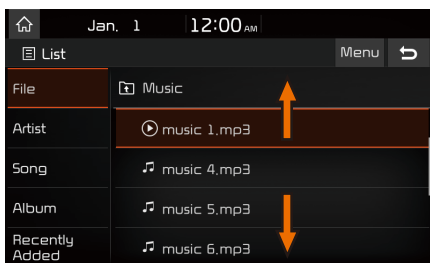 Jan. 1 12:00 AM
List Menu
File
Music
Artist
music 1.mp3
Song
music 4.mp3
Album
music 5.mp3
Recently
Added
music 6.mp3